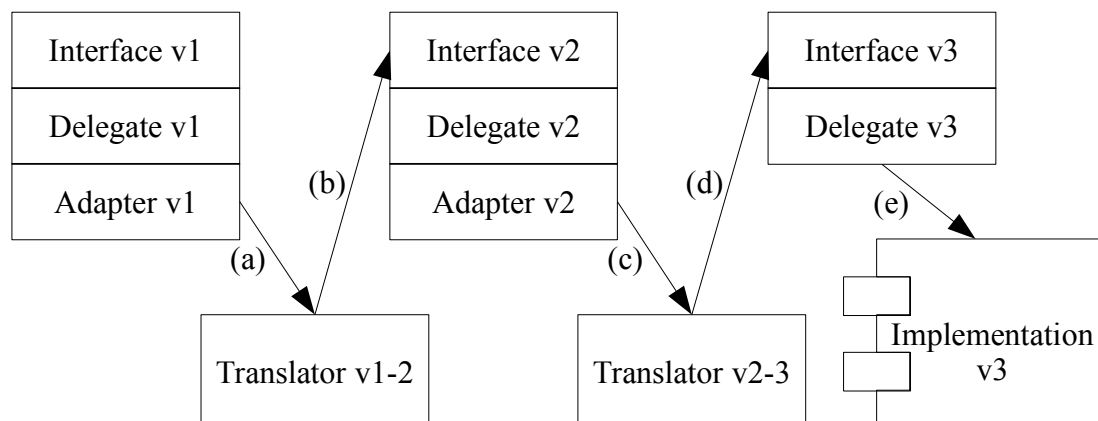 Interface v1
Delegate v1
Adapter v1
(a)
Translator v1-2
(b)
Interface v2
Delegate v2
Adapter v2
(c)
Translator v2-3
(d)
Interface v3
Delegate v3
(e)
Implementation
v3